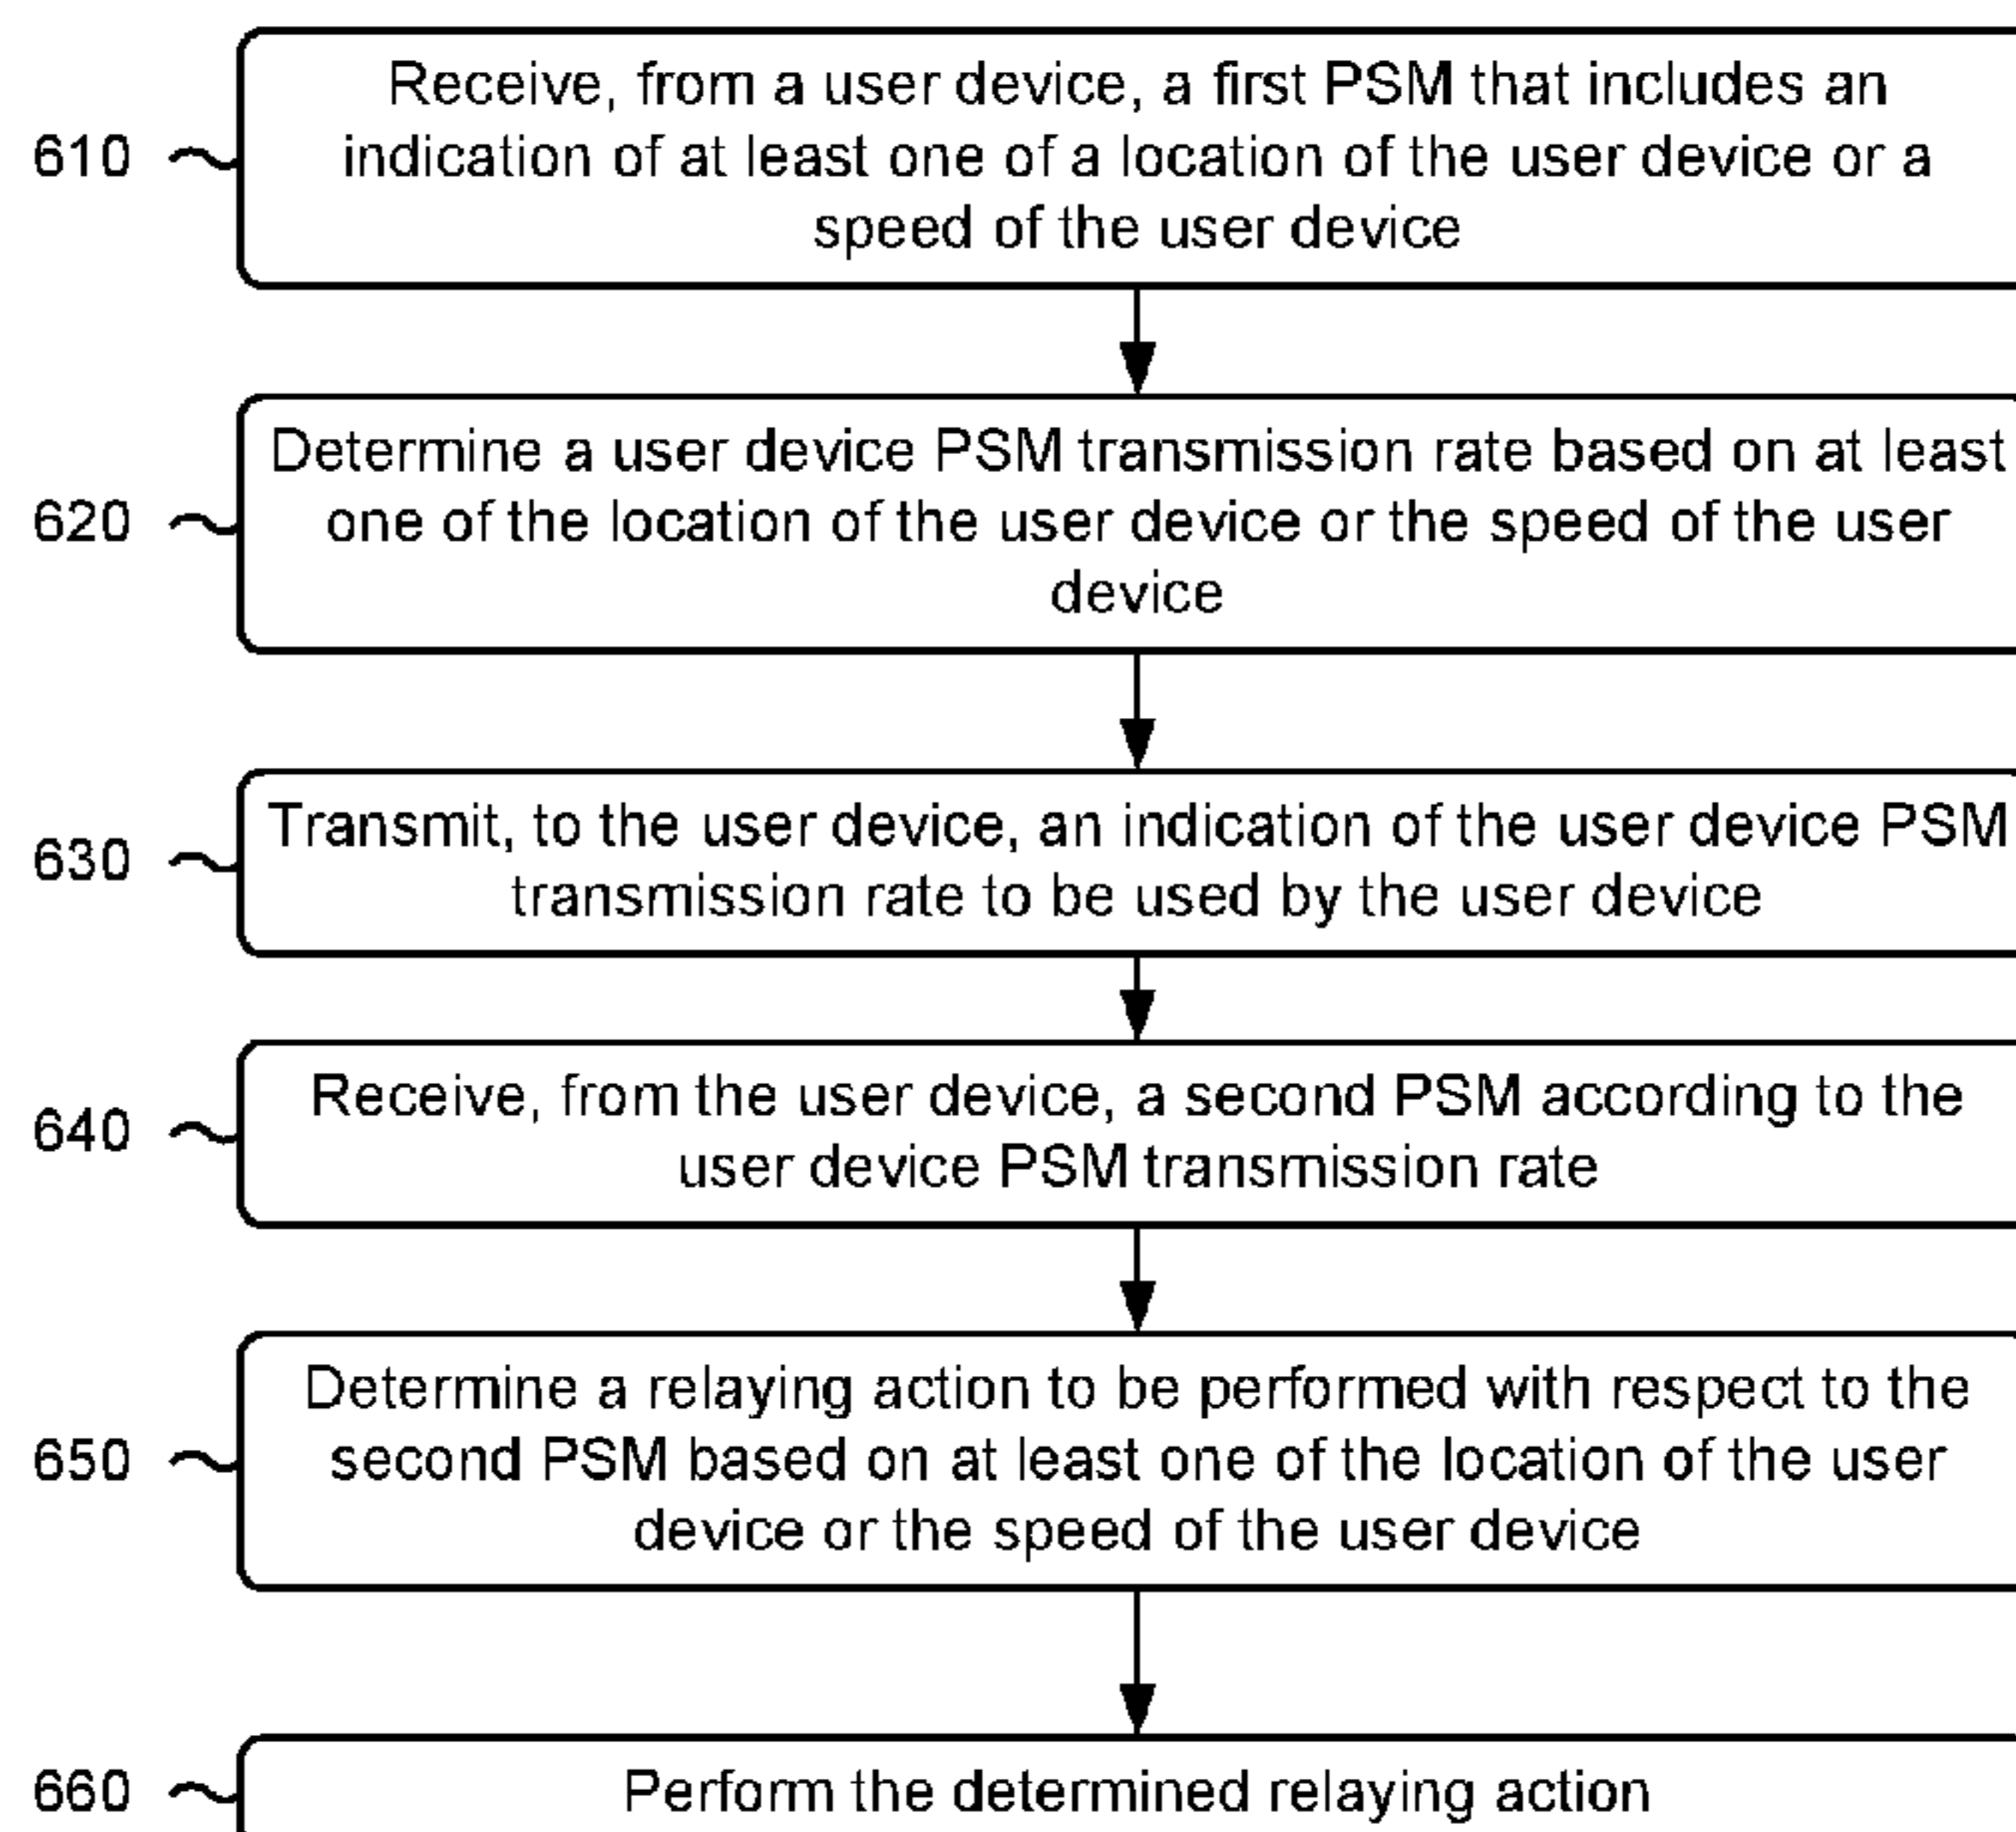 610
Receive, from a user device, a first PSM that includes an
indication of at least one of a location of the user device or a
speed of the user device
620
Determine a user device PSM transmission rate based on at least
one of the location of the user device or the speed of the user
device
630
Transmit, to the user device, an indication of the user device PSM
transmission rate to be used by the user device
640
Receive, from the user device, a second PSM according to the
user device PSM transmission rate
650
Determine a relaying action to be performed with respect to the
second PSM based on at least one of the location of the user
device or the speed of the user device
660
Perform the determined relaying action